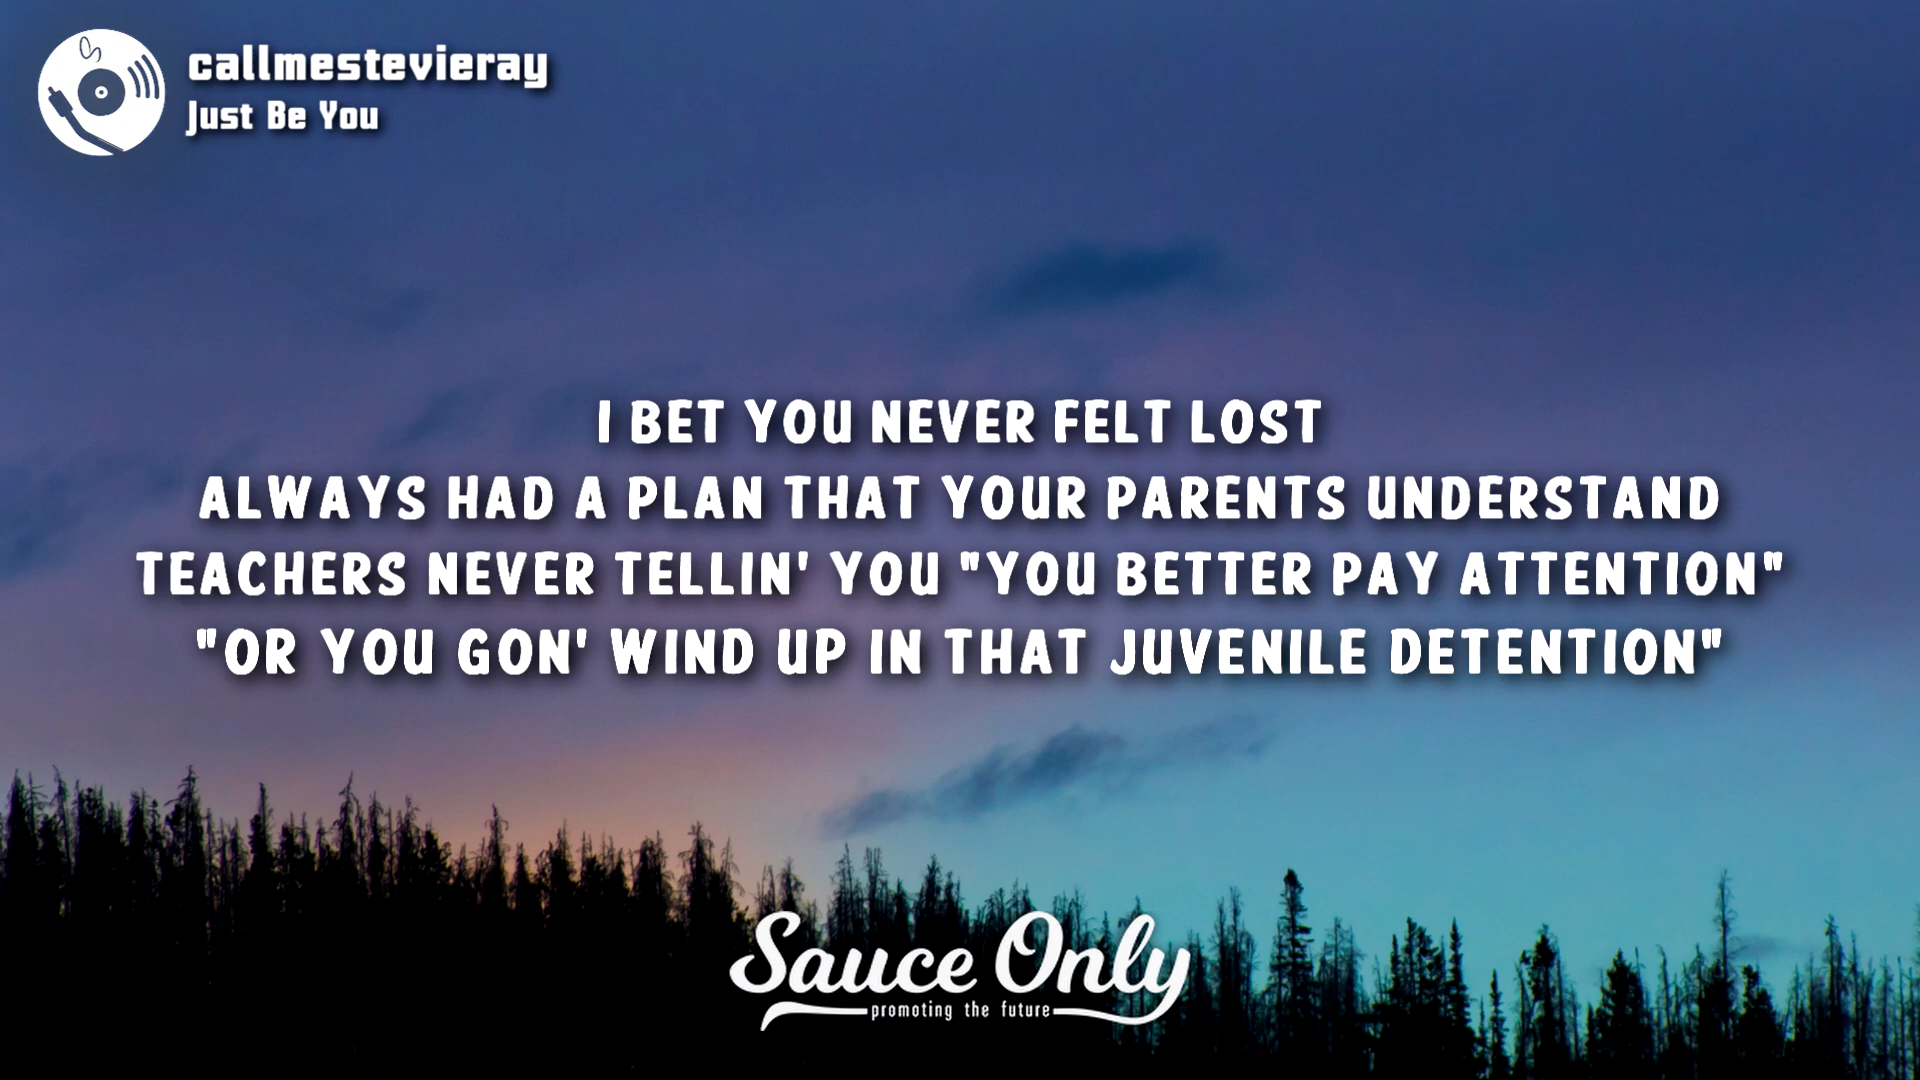 callmestevieray
Just Be You
I BET YOU NEVER FELT LOST
ALWAYS HAD A PLAN THAT YOUR PARENTS UNDERSTAND
TEACHERS NEVER TELLIN' YOU "YOU BETTER PAY ATTENTION"
"OR YOU GON' WIND UP IN THAT JUVENILE DETENTION"
Sauce Only
promoting the future